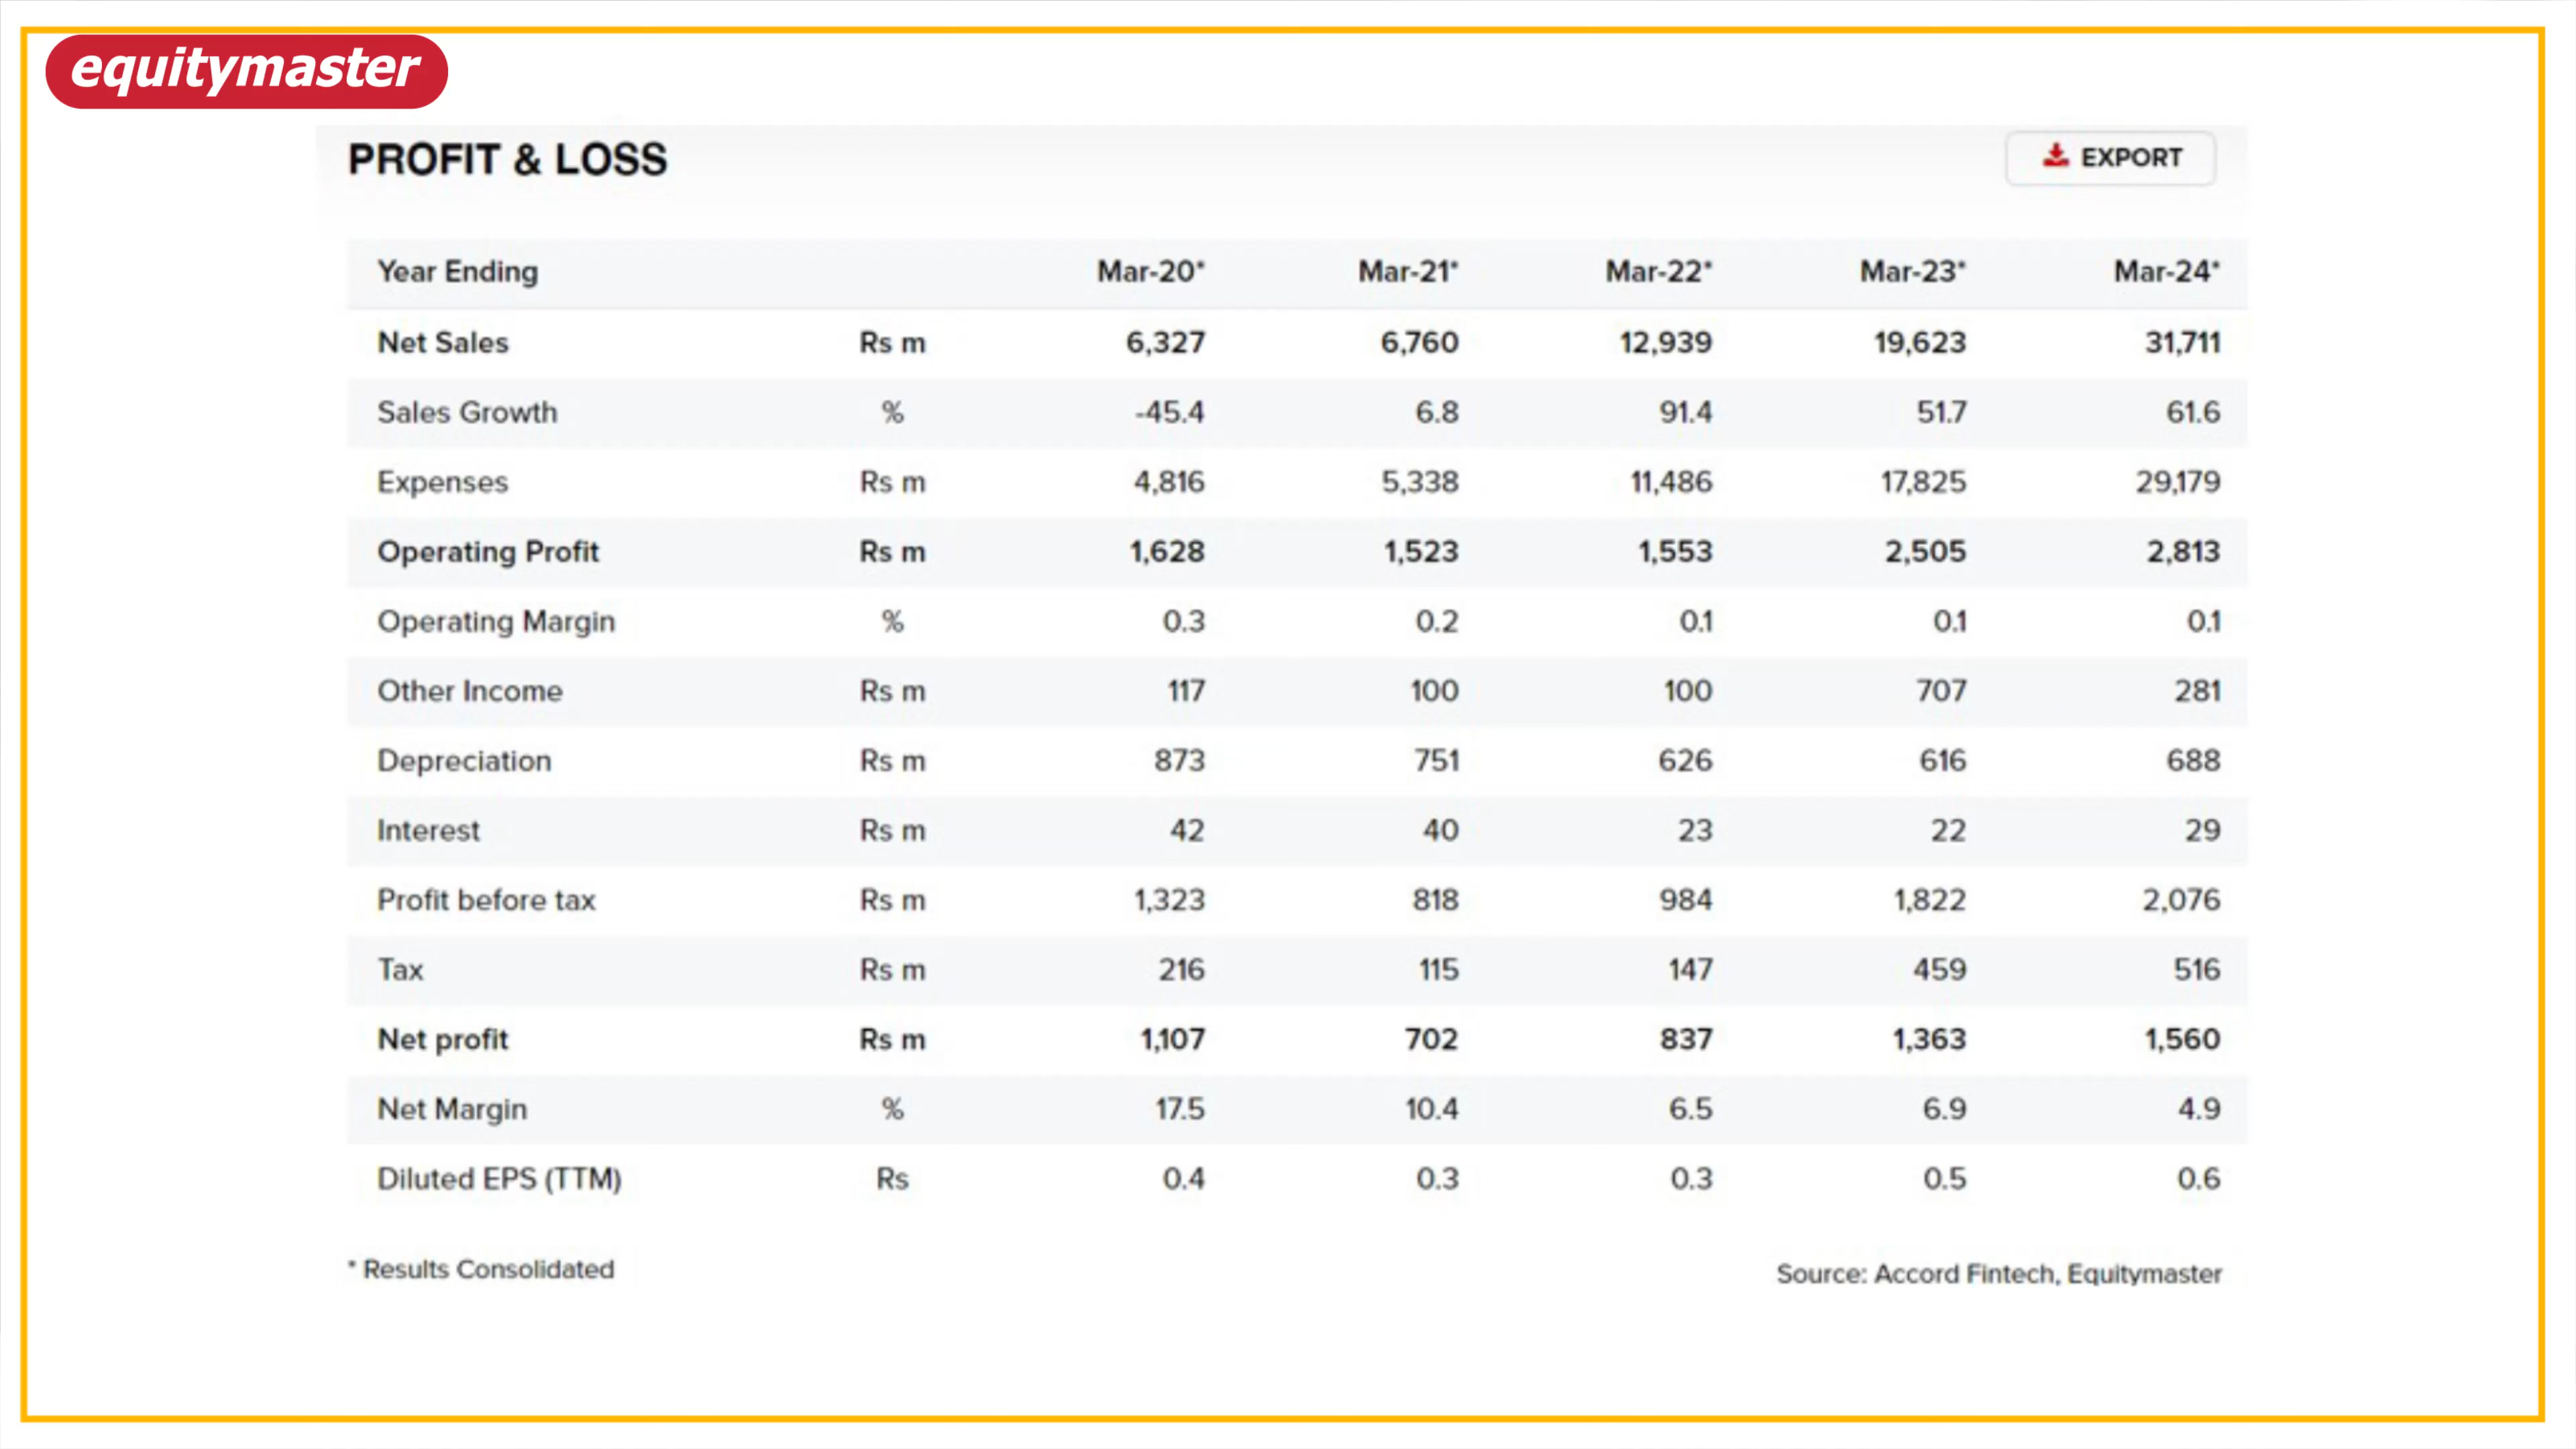 equitymaster
PROFIT & LOSS
EXPORT
Year Ending Mar-20* Mar-21* Mar-22* Mar-23* Mar-24*
Net Sales Rs m 6,327 6,760 12,939 19,623 31,711
Sales Growth % -45.4 6.8 91.4 51.7 61.6
Expenses Rs m 4,816 5,338 11,486 17,825 29,179
Operating Profit Rs m 1,628 1,523 1,553 2,505 2,813
Operating Margin % 0.3 0.2 0.1 0.1 0.1
Other Income Rs m 117 100 100 707 281
Depreciation Rs m 873 751 626 616 688
Interest Rs m 42 40 23 22 29
Profit before tax Rs m 1,323 818 984 1,822 2,076
Tax Rs m 216 115 147 459 516
Net profit Rs m 1,107 702 837 1,363 1,560
Net Margin % 17.5 10.4 6.5 6.9 4.9
Diluted EPS (TTM) Rs 0.4 0.3 0.3 0.5 0.6
* Results Consolidated
Source: Accord Fintech, Equitymaster